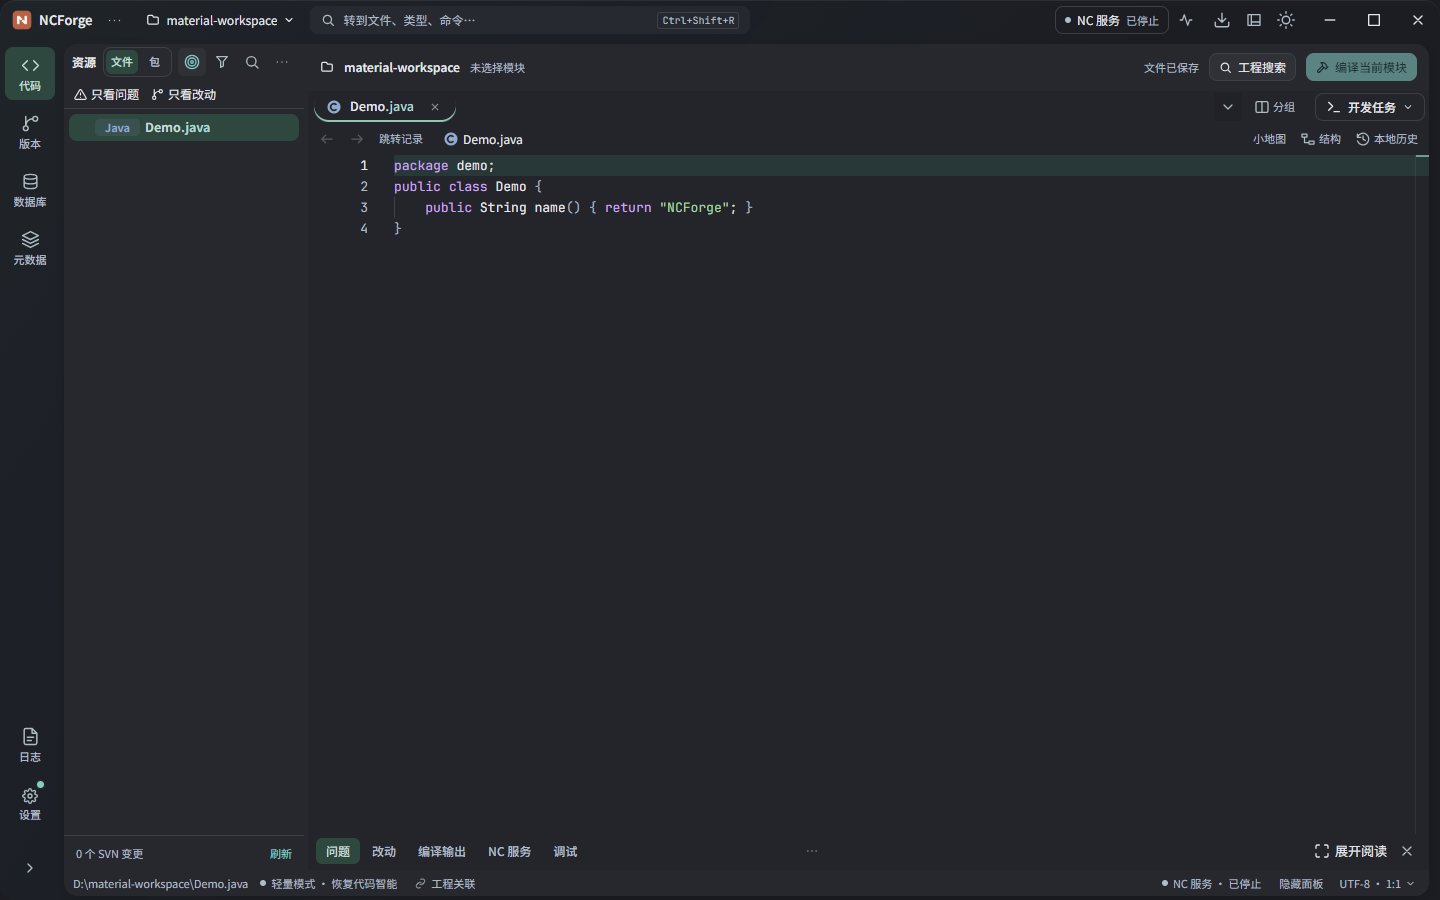 N NCForge ··· material-workspace 转到文件、类型、命令··· Ctrl+Shift+R NC 服务 已停止
代码
版本
数据库
元数据
日志
设置
资源 文件 包 ···
只看问题 只看改动
Java Demo.java
0 个 SVN 变更 刷新
material-workspace 未选择模块 文件已保存 工程搜索 编译当前模块
C Demo.java × 分组 开发任务
跳转记录 C Demo.java 小地图 结构 本地历史
1 package demo;
2 public class Demo {
3 public String name() { return "NCForge"; }
4 }
问题 改动 编译输出 NC 服务 调试 ··· 展开阅读
D:\material-workspace\Demo.java 轻量模式 · 恢复代码智能 工程关联 NC 服务 · 已停止 隐藏面板 UTF-8 · 1:1